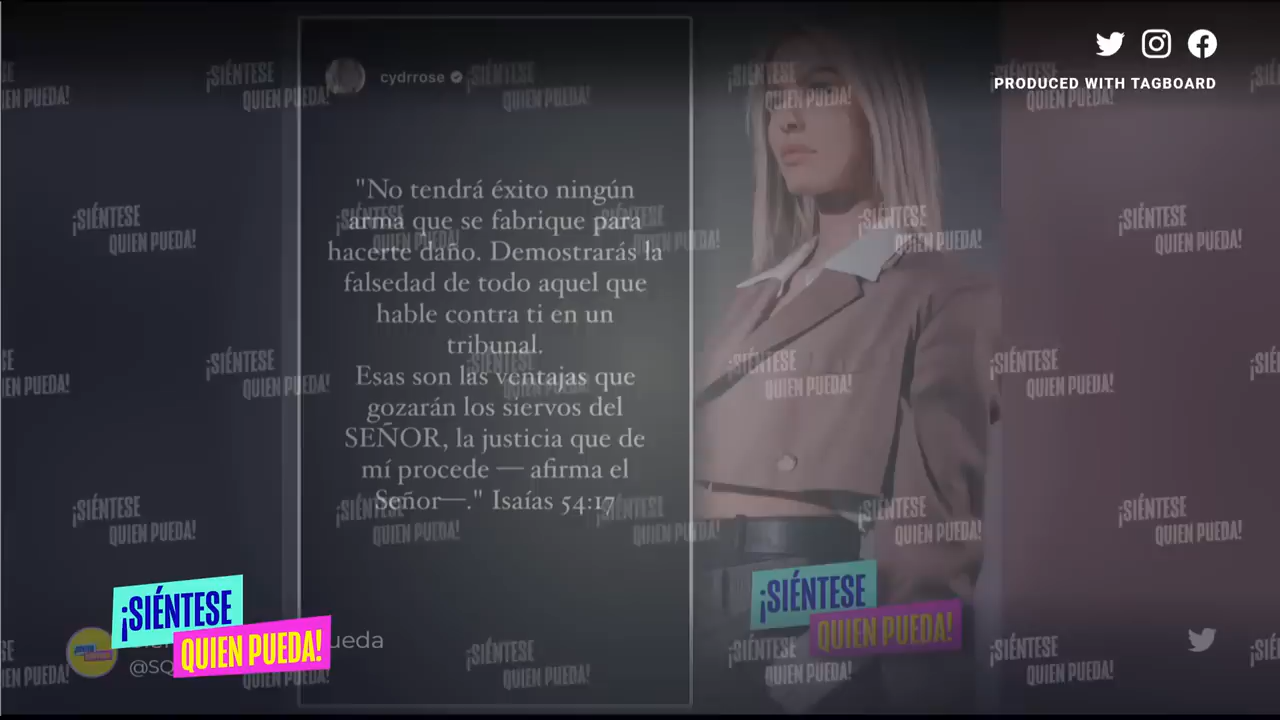 PRODUCED WITH TAGBOARD
cydrrose
"No tendrá éxito ningún
arma que se fabrique para
hacerte daño. Demostrarás la
falsedad de todo aquel que
hable contra ti en un
tribunal.
Esas son las ventajas que
gozarán los siervos del
SEÑOR, la justicia que de
mí procede — afirma el
Señor—." Isaías 54:17
¡SIÉNTESE
QUIEN PUEDA!
¡SIÉNTESE
QUIEN PUEDA!